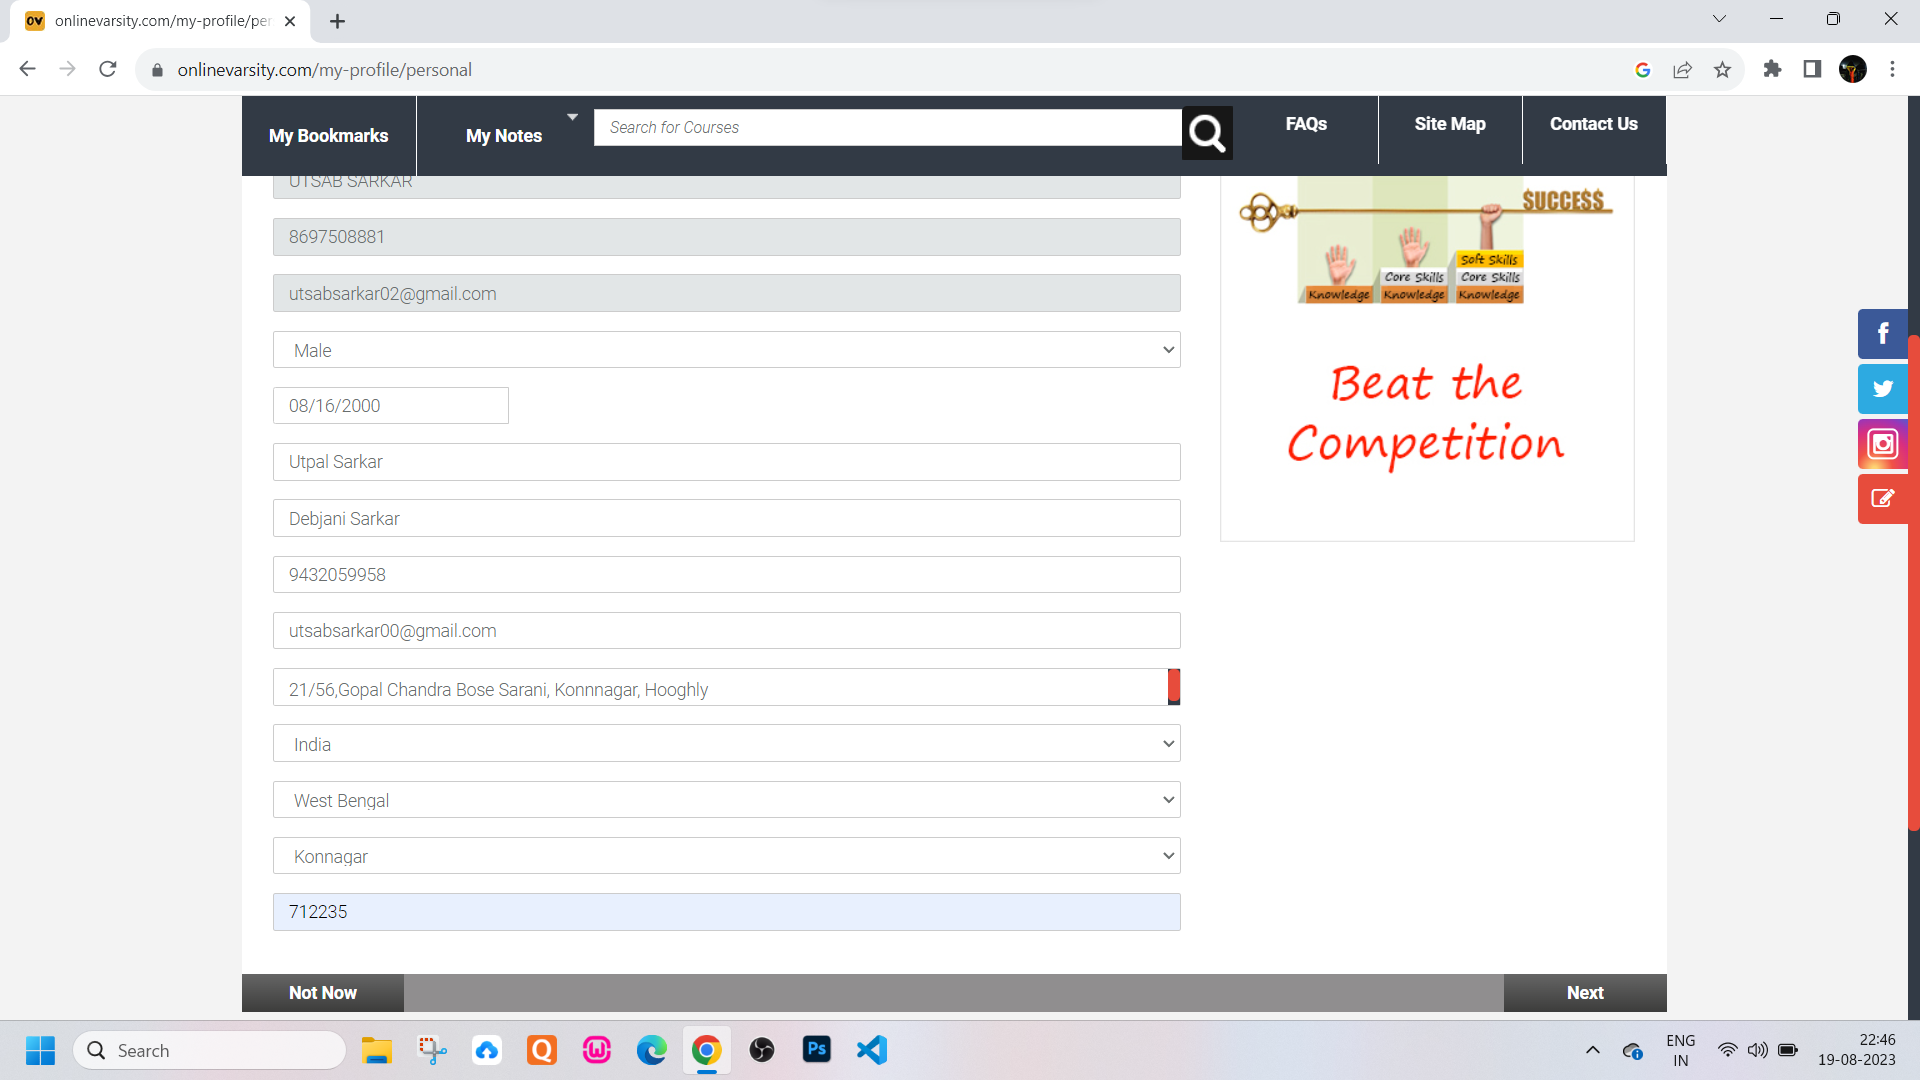 onlinevarsity.com/my-profile/per
onlinevarsity.com/my-profile/personal
My Bookmarks
My Notes
Search for Courses
FAQs
Site Map
Contact Us
UTSAB SARKAR
8697508881
utsabsarkar02@gmail.com
Male
08/16/2000
Utpal Sarkar
Debjani Sarkar
9432059958
utsabsarkar00@gmail.com
21/56,Gopal Chandra Bose Sarani, Konnnagar, Hooghly
India
West Bengal
Konnagar
712235
SUCCE$$
Soft Skills
Core Skills Core Skills
Knowledge Knowledge Knowledge
Beat the
Competition
Not Now
Next
Search
ENG
IN
22:46
19-08-2023